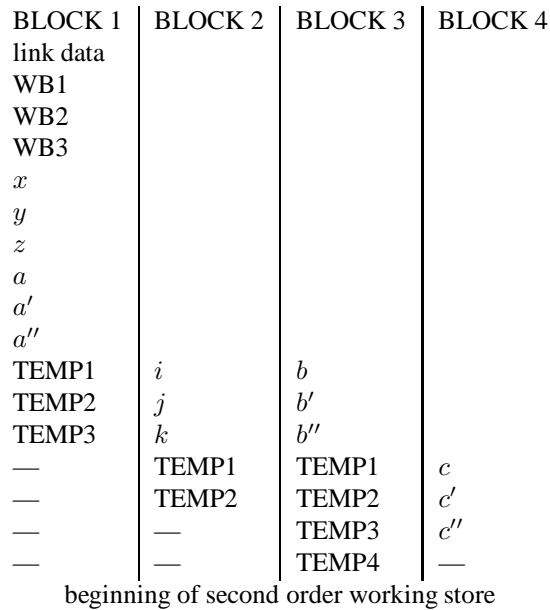 BLOCK 1 BLOCK 2 BLOCK 3 BLOCK 4
link data
WB1
WB2
WB3
x
y
z
a
a′
a′′
TEMP1 i b
TEMP2 j b′
TEMP3 k b′′
— TEMP1 TEMP1 c
— TEMP2 TEMP2 c′
— — TEMP3 c′′
— — TEMP4 —
beginning of second order working store